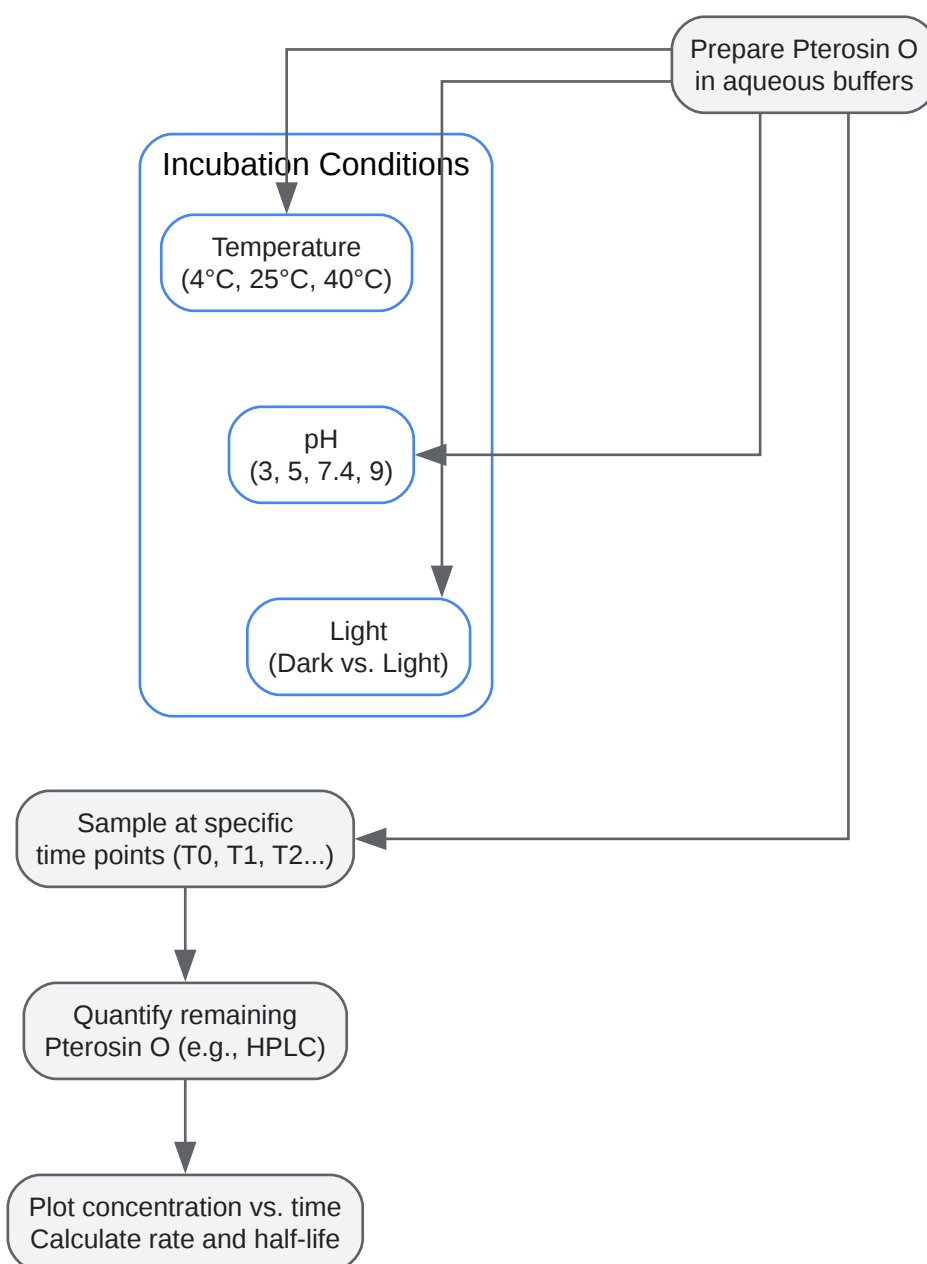 Prepare Pterosin O
in aqueous buffers
Incubation Conditions
Temperature
(4°C, 25°C, 40°C)
pH
(3, 5, 7.4, 9)
Light
(Dark vs. Light)
Sample at specific
time points (T0, T1, T2...)
Quantify remaining
Pterosin O (e.g., HPLC)
Plot concentration vs. time
Calculate rate and half-life